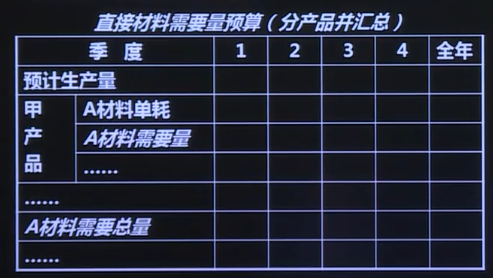 直接材料需要量预算（分产品并汇总）
季 度 1 2 3 4 全年
预计生产量
甲产品 A材料单耗
A材料需要量
......
......
A材料需要总量
......